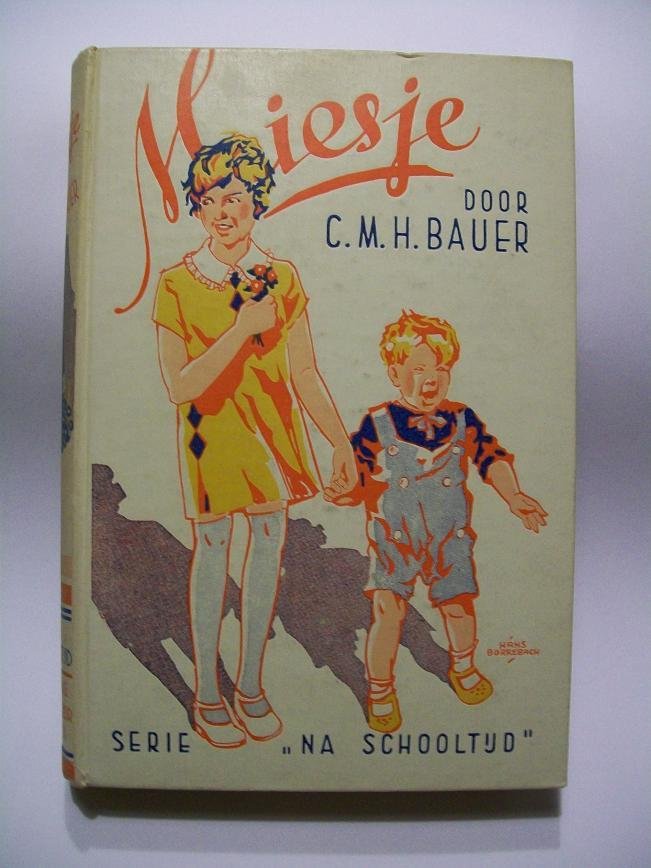 Miesje
DOOR
C.M.H. BAUER
HANS
BORREBACH
SERIE „NA SCHOOLTIJD"